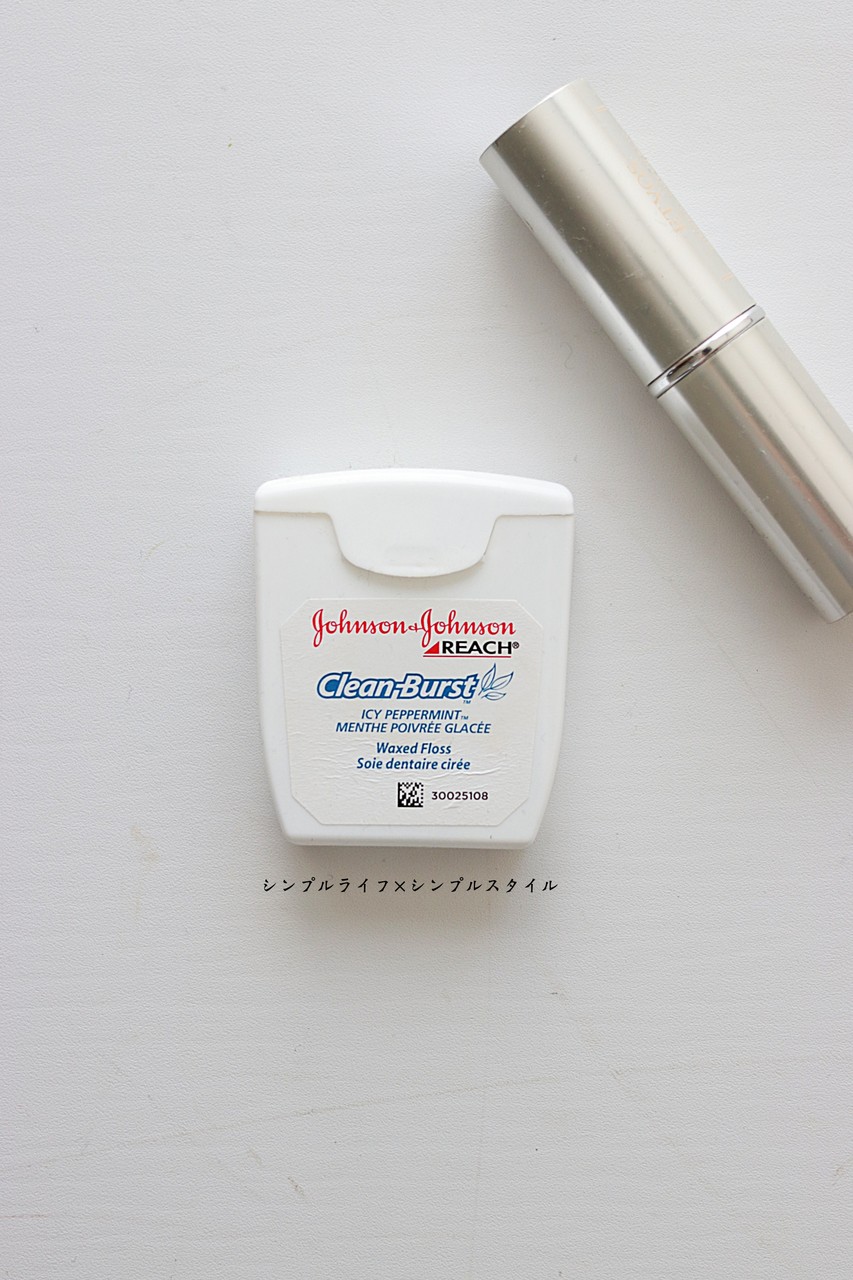 Johnson+Johnson
REACH®
Clean-Burst™
ICY PEPPERMINT™
MENTHE POIVRÉE GLACÉE
Waxed Floss
Soie dentaire cirée
30025108
シンプルライフ×シンプルスタイル